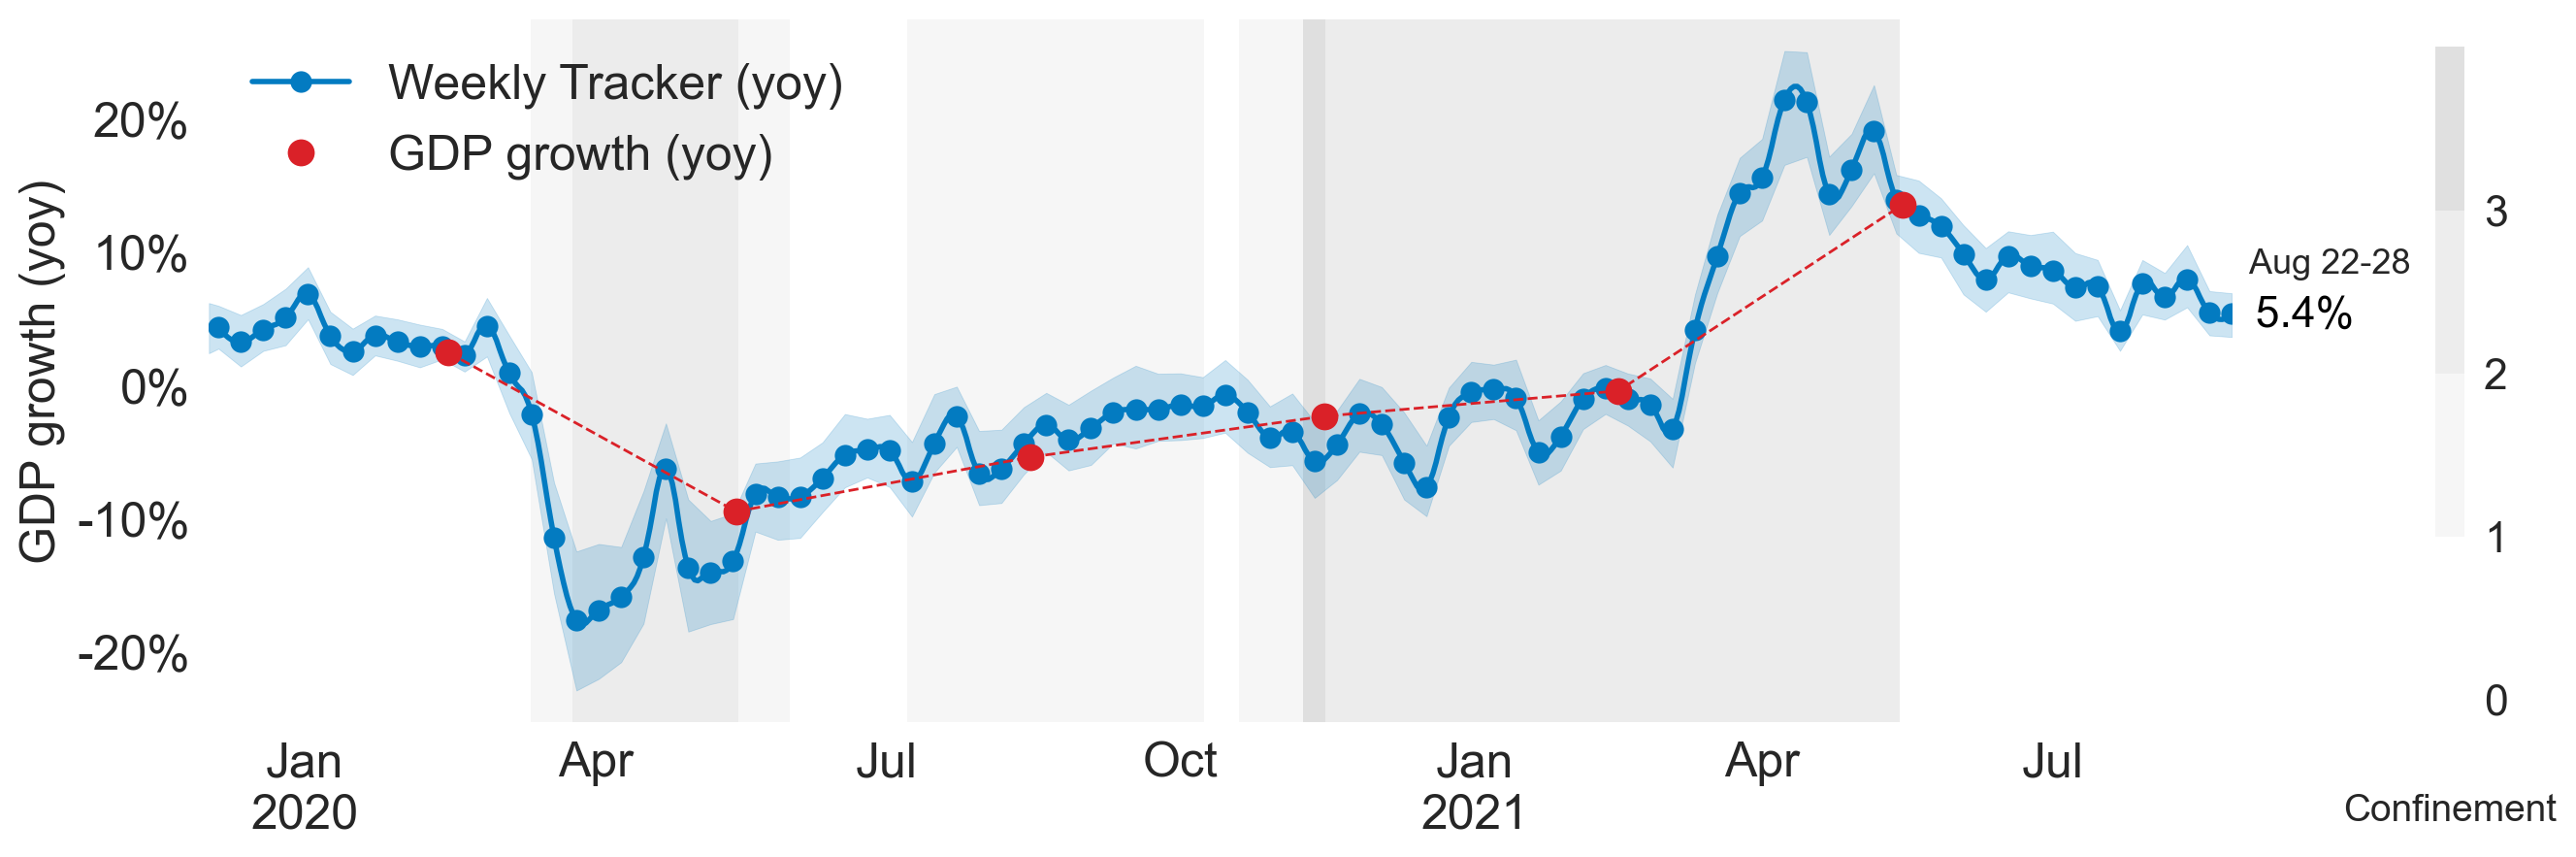 Weekly Tracker (yoy)
GDP growth (yoy)
GDP growth (yoy)
20%
10%
0%
-10%
-20%
Jan
2020
Apr
Jul
Oct
Jan
2021
Apr
Jul
Aug 22-28
5.4%
3
2
1
0
Confinement